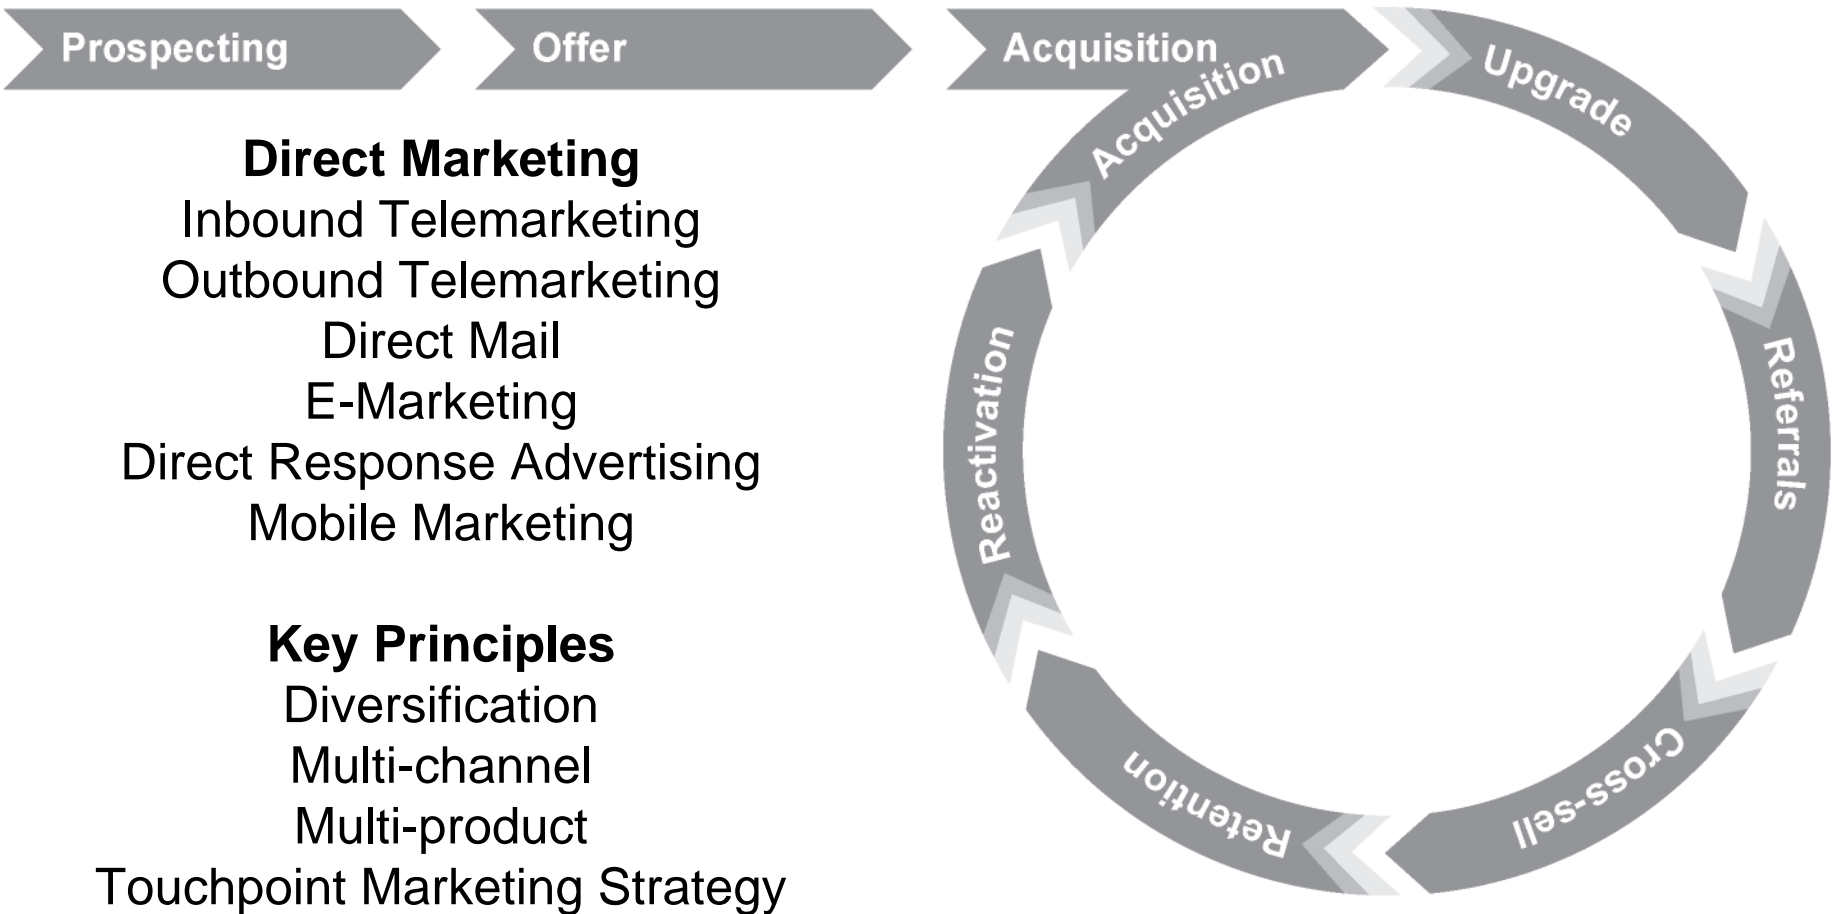 Prospecting
Offer
Acquisition
Acquisition
Upgrade
Referrals
Cross-sell
Retention
Reactivation
Direct Marketing
Inbound Telemarketing
Outbound Telemarketing
Direct Mail
E-Marketing
Direct Response Advertising
Mobile Marketing
Key Principles
Diversification
Multi-channel
Multi-product
Touchpoint Marketing Strategy